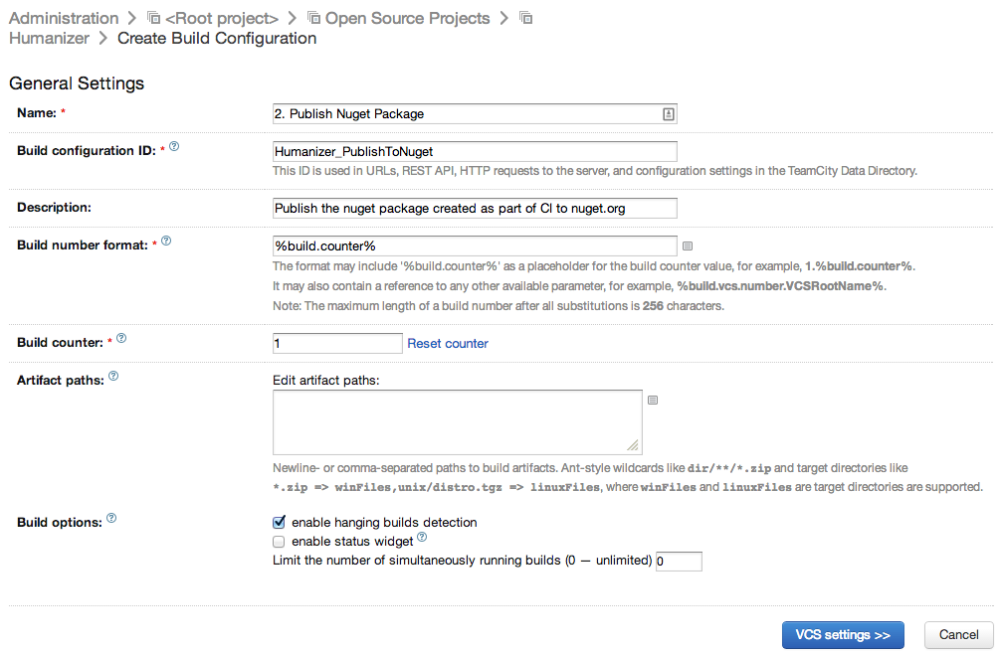 Administration > <Root project> > Open Source Projects >
Humanizer > Create Build Configuration
General Settings
Name: *
2. Publish Nuget Package
Build configuration ID: * ?
Humanizer_PublishToNuget
This ID is used in URLs, REST API, HTTP requests to the server, and configuration settings in the TeamCity Data Directory.
Description:
Publish the nuget package created as part of CI to nuget.org
Build number format: * ?
%build.counter%
The format may include '%build.counter%' as a placeholder for the build counter value, for example, 1.%build.counter%.
It may also contain a reference to any other available parameter, for example, %build.vcs.number.VCSRootName%.
Note: The maximum length of a build number after all substitutions is 256 characters.
Build counter: * ?
1 Reset counter
Artifact paths: ?
Edit artifact paths:
Newline- or comma-separated paths to build artifacts. Ant-style wildcards like dir/**/*.zip and target directories like
*.zip => winFiles,unix/distro.tgz => linuxFiles, where winFiles and linuxFiles are target directories are supported.
Build options: ?
enable hanging builds detection
enable status widget ?
Limit the number of simultaneously running builds (0 — unlimited) 0
VCS settings >>
Cancel